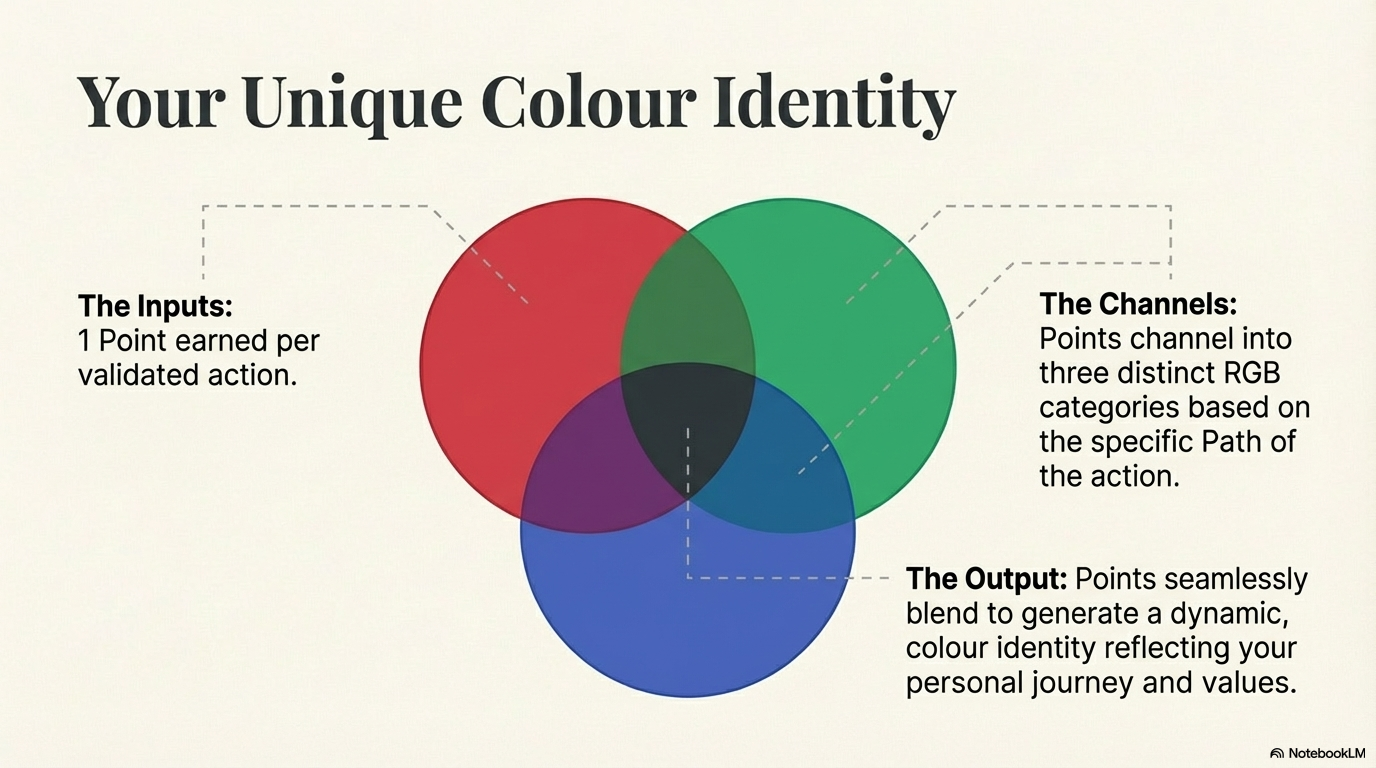 Your Unique Colour Identity
The Inputs:
1 Point earned per
validated action.
The Channels:
Points channel into
three distinct RGB
categories based on
the specific Path of
the action.
The Output: Points seamlessly
blend to generate a dynamic,
colour identity reflecting your
personal journey and values.
NotebookLM